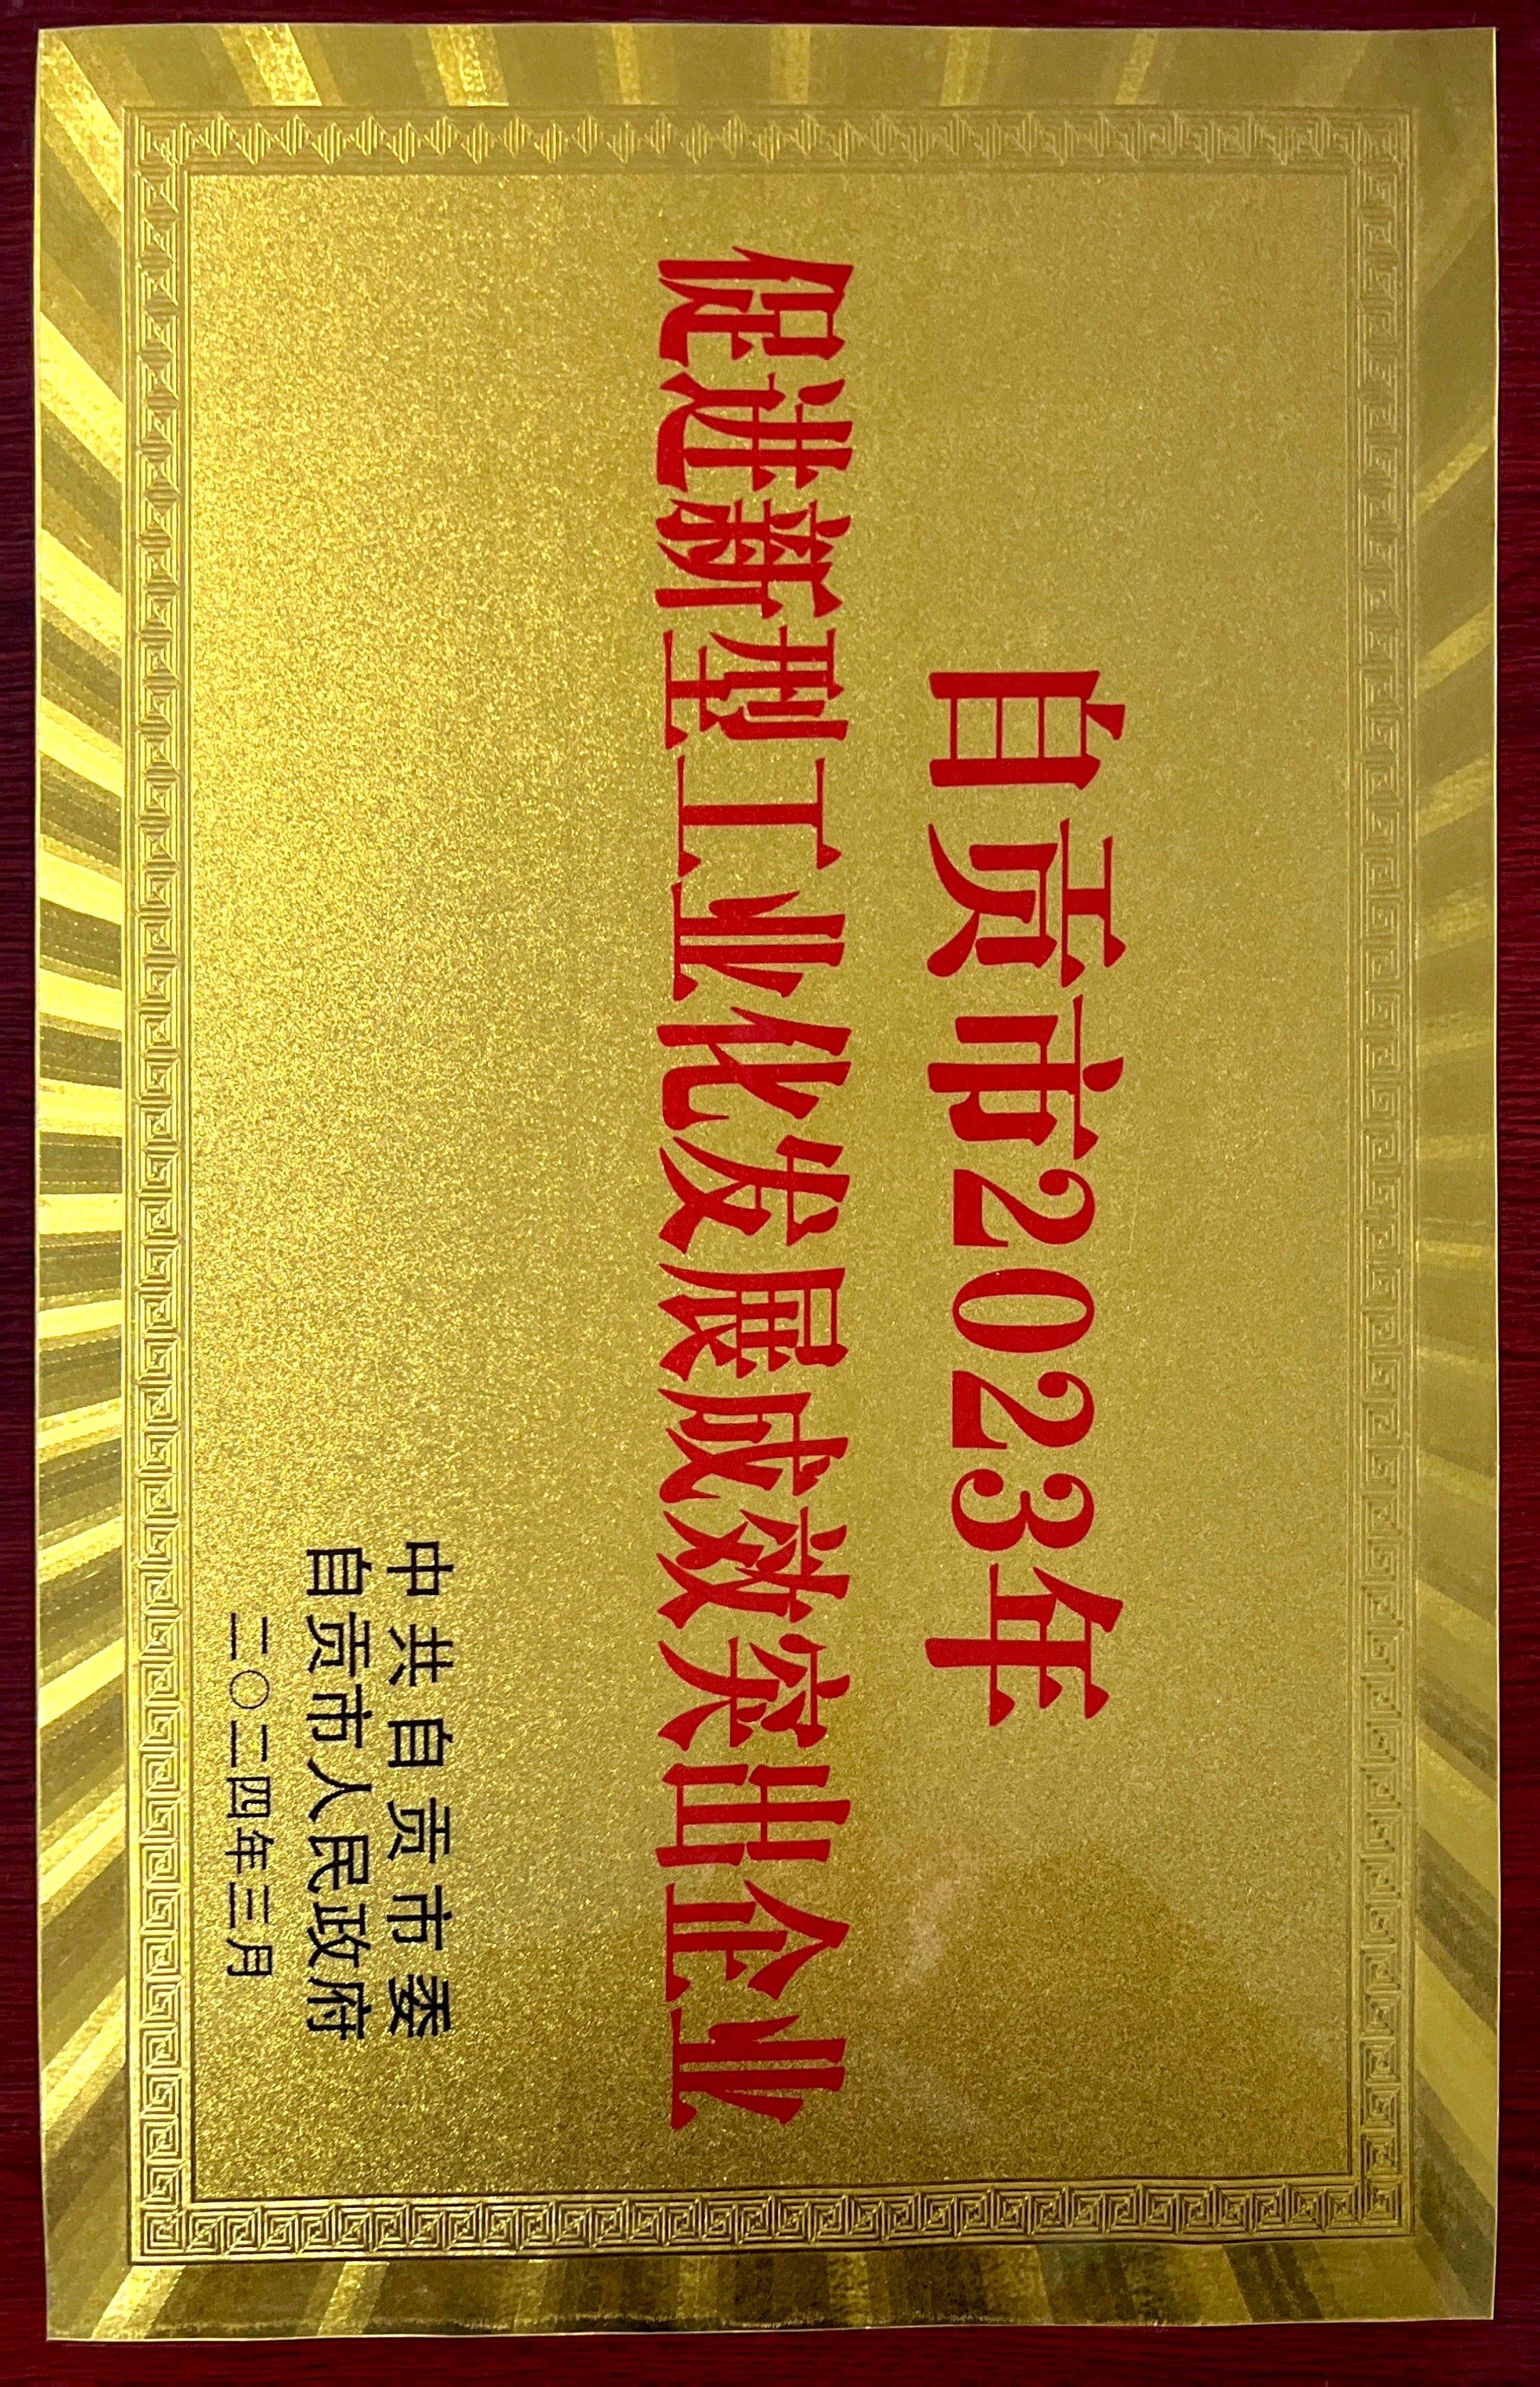 自贡市2023年
促进新型工业化发展成效突出企业
中共自贡市委
自贡市人民政府
二〇二四年三月